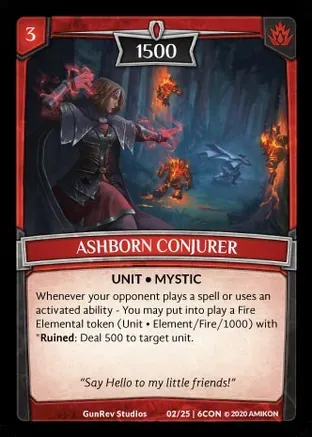 3
1500
ASHBORN CONJURER
UNIT • MYSTIC
Whenever your opponent plays a spell or uses an
activated ability - You may put into play a Fire
Elemental token (Unit • Element/Fire/1000) with
"Ruined: Deal 500 to target unit.
"Say Hello to my little friends!"
GunRev Studios 02/25 | 6CON © 2020 AMIKON